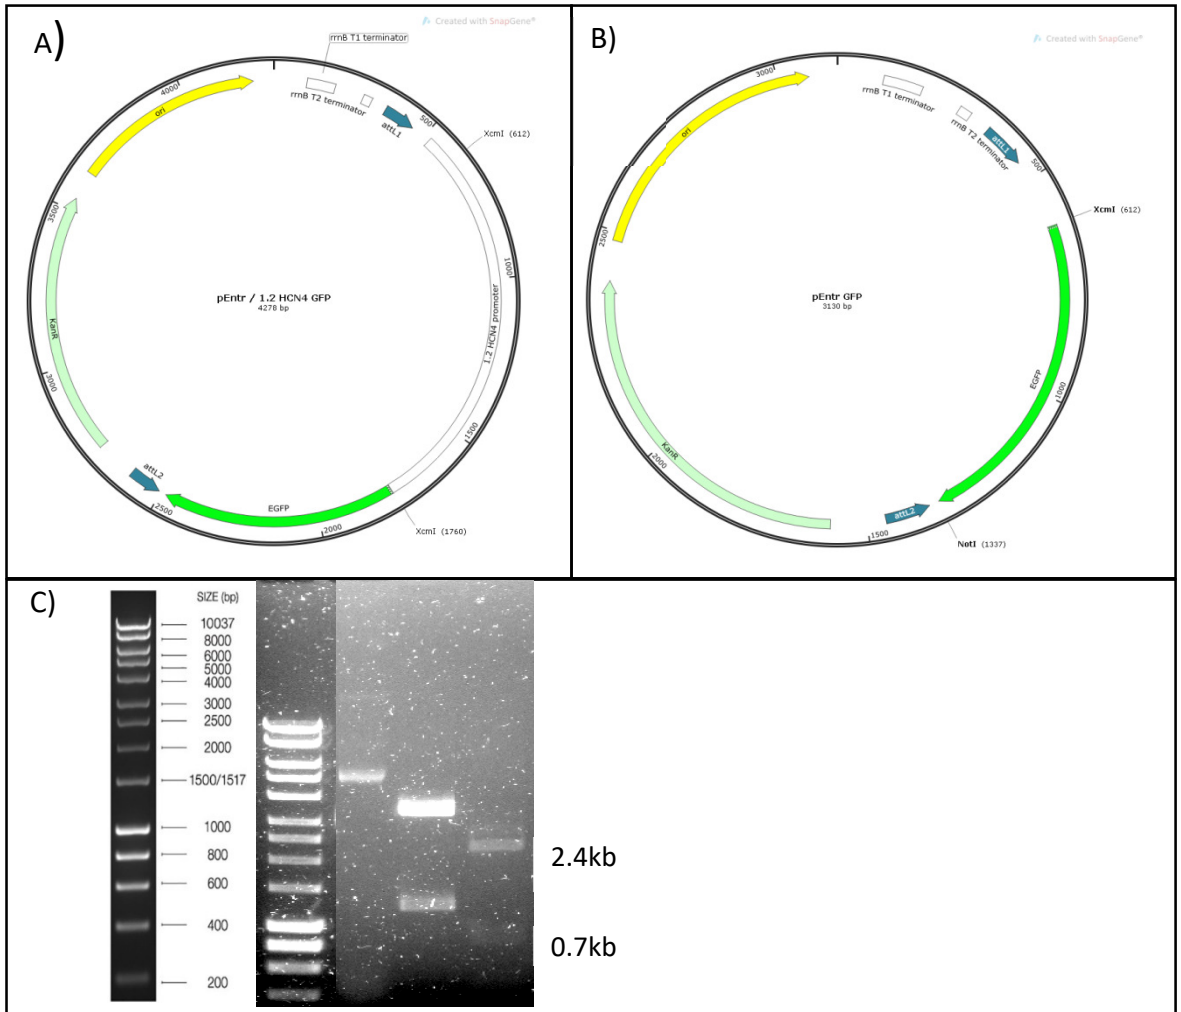 A)
Created with SnapGene®
rrnB T1 terminator
rrnB T2 terminator
attL1
500
XcmI (612)
1000
1.2 HCN4 promoter
1500
XcmI (1760)
2000
EGFP
2500
attL2
3000
KanR
3500
ori
4000
pEntr / 1.2 HCN4 GFP
4278 bp
B)
Created with SnapGene®
rrnB T1 terminator
rrnB T2 terminator
attL1
500
XcmI (612)
EGFP
1000
NotI (1337)
attL2
1500
KanR
2000
2500
ori
3000
pEntr GFP
3130 bp
C)
SIZE (bp)
10037
8000
6000
5000
4000
3000
2500
2000
1500/1517
1000
800
600
400
200
2.4kb
0.7kb